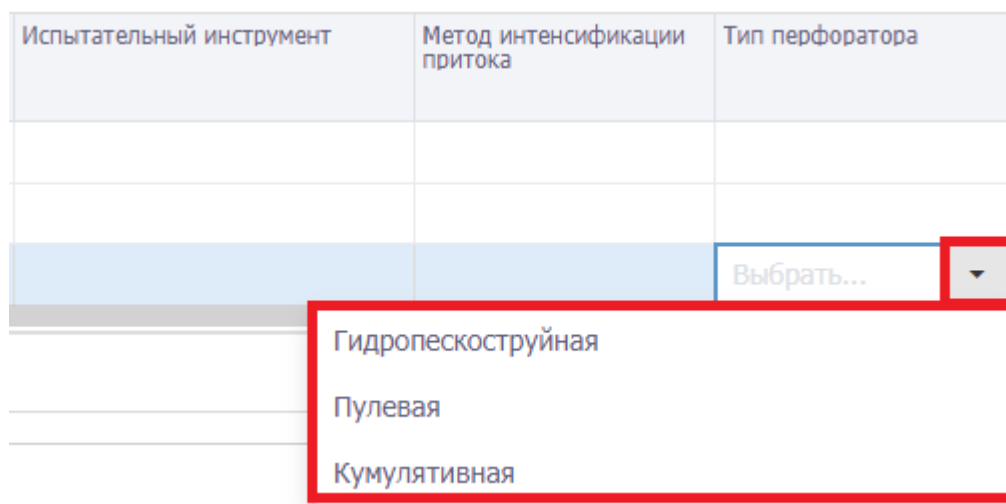 Испытательный инструмент
Метод интенсификации
притока
Тип перфоратора
Выбрать...
Гидропескоструйная
Пулевая
Кумулятивная